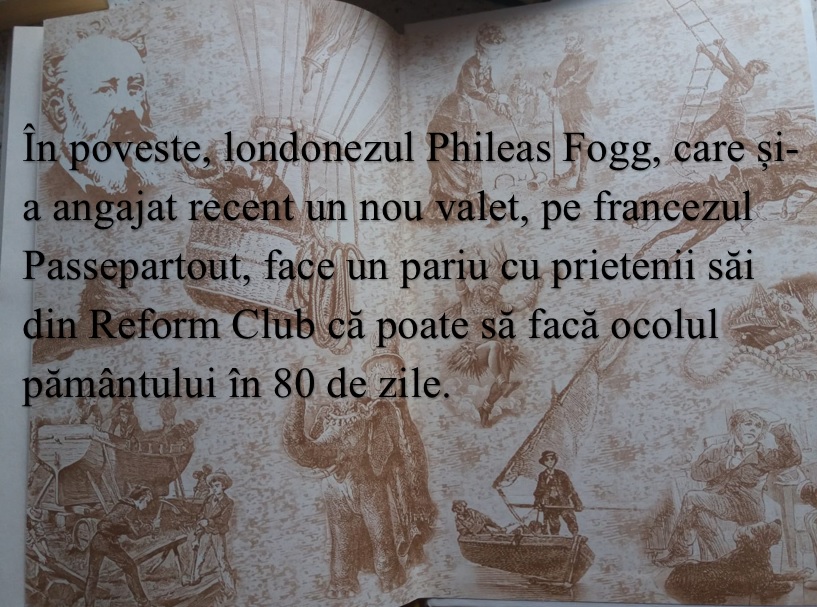 În poveste, londonezul Phileas Fogg, care și-
a angajat recent un nou valet, pe francezul
Passepartout, face un pariu cu prietenii săi
din Reform Club că poate să facă ocolul
pământului în 80 de zile.